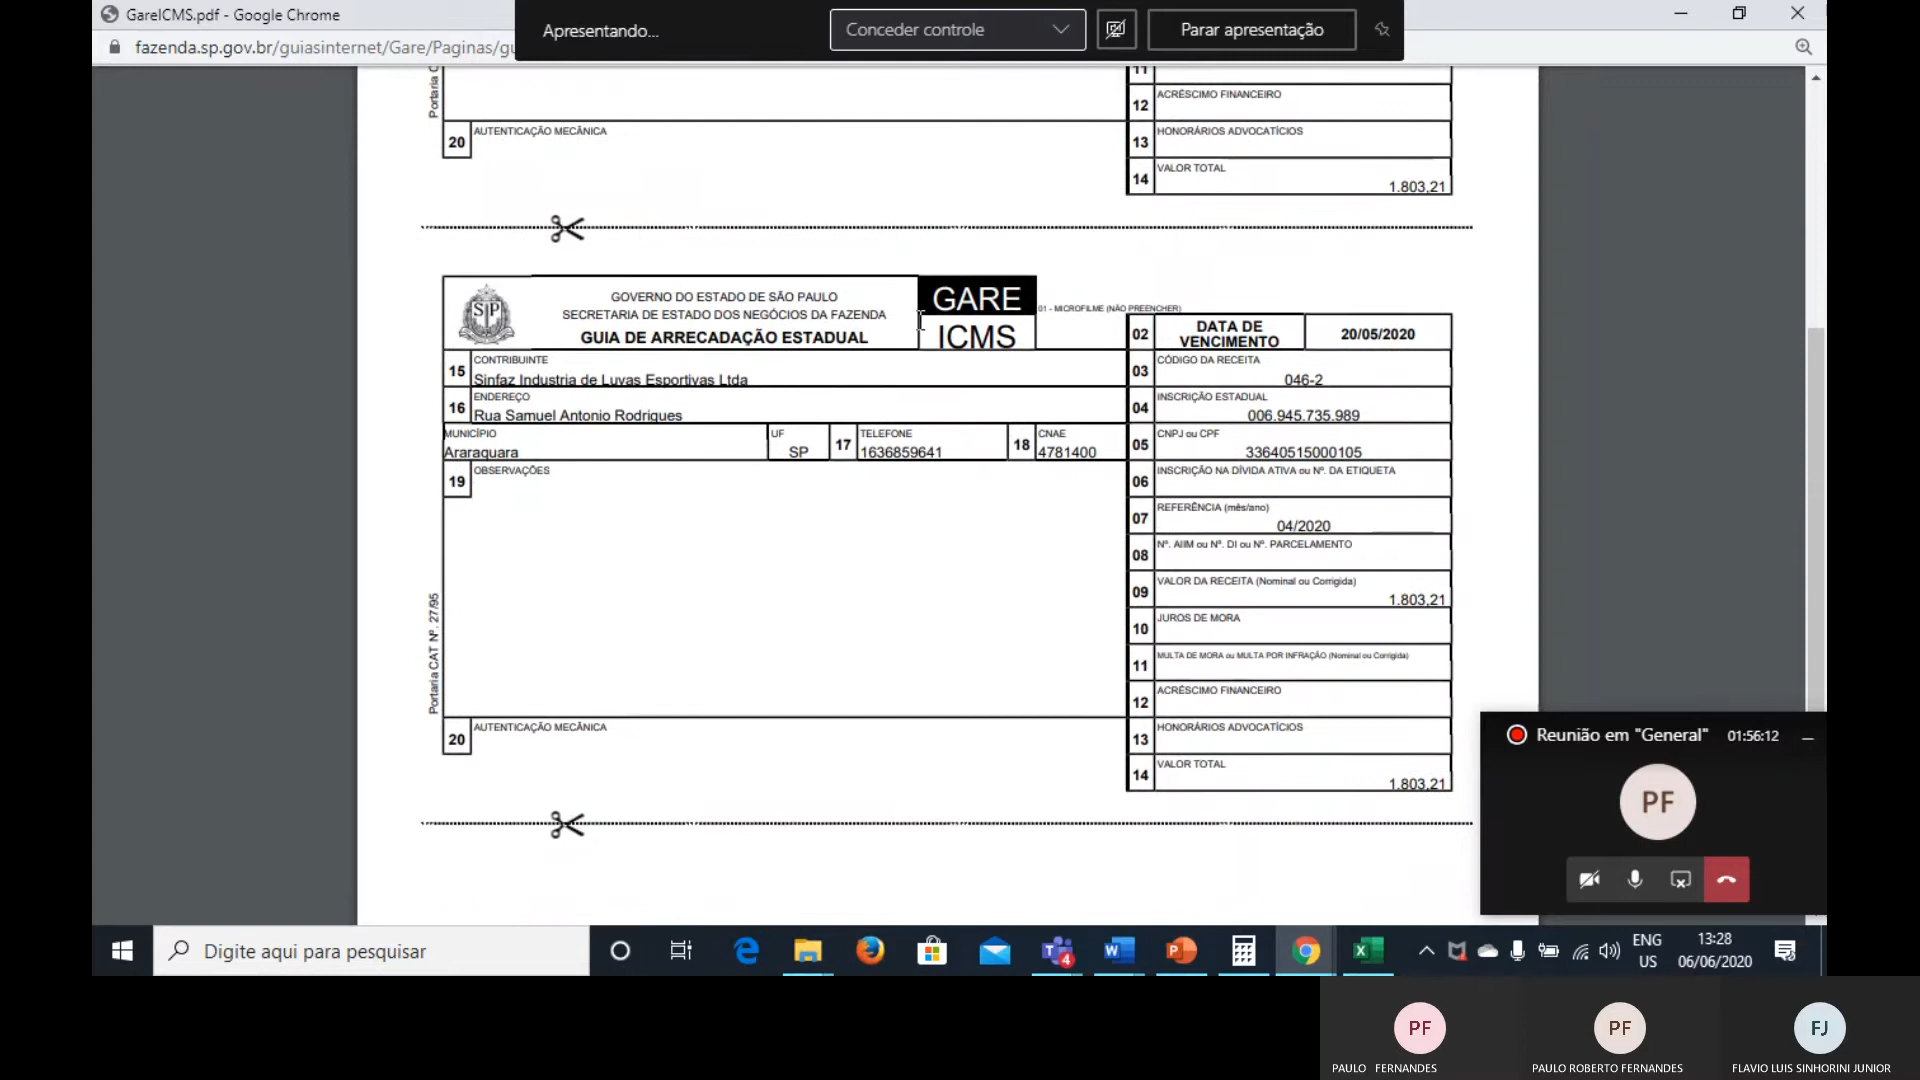 GareICMS.pdf - Google Chrome
Apresentando...
Conceder controle
Parar apresentação
fazenda.sp.gov.br/guiasinternet/Gare/Paginas/
11
12 ACRÉSCIMO FINANCEIRO
20 AUTENTICAÇÃO MECÂNICA
13 HONORÁRIOS ADVOCATÍCIOS
14 VALOR TOTAL
1.803,21
SP
GOVERNO DO ESTADO DE SÃO PAULO
SECRETARIA DE ESTADO DOS NEGÓCIOS DA FAZENDA
GUIA DE ARRECADAÇÃO ESTADUAL
GARE
ICMS
01 - MICROFILME (NÃO PREENCHER)
02 DATA DE VENCIMENTO 20/05/2020
15 CONTRIBUINTE
Sinfaz Industria de Luvas Esportivas Ltda
03 CÓDIGO DA RECEITA
046-2
16 ENDEREÇO
Rua Samuel Antonio Rodrigues
04 INSCRIÇÃO ESTADUAL
006.945.735.989
MUNICÍPIO
Araraquara
UF
SP
17 TELEFONE
1636859641
18 CNAE
4781400
05 CNPJ ou CPF
33640515000105
19 OBSERVAÇÕES
06 INSCRIÇÃO NA DÍVIDA ATIVA ou Nº. DA ETIQUETA
07 REFERÊNCIA (mês/ano)
04/2020
08 Nº. AIIM ou Nº. DI ou Nº. PARCELAMENTO
09 VALOR DA RECEITA (Nominal ou Corrigida)
1.803,21
10 JUROS DE MORA
11 MULTA DE MORA ou MULTA POR INFRAÇÃO (Nominal ou Corrigida)
12 ACRÉSCIMO FINANCEIRO
Portaria CAT Nº. 27/95
20 AUTENTICAÇÃO MECÂNICA
13 HONORÁRIOS ADVOCATÍCIOS
14 VALOR TOTAL
1.803,21
Reunião em "General" 01:56:12
PF
Digite aqui para pesquisar
4
ENG
US
13:28
06/06/2020
PF
PAULO FERNANDES
PF
PAULO ROBERTO FERNANDES
FJ
FLAVIO LUIS SINHORINI JUNIOR